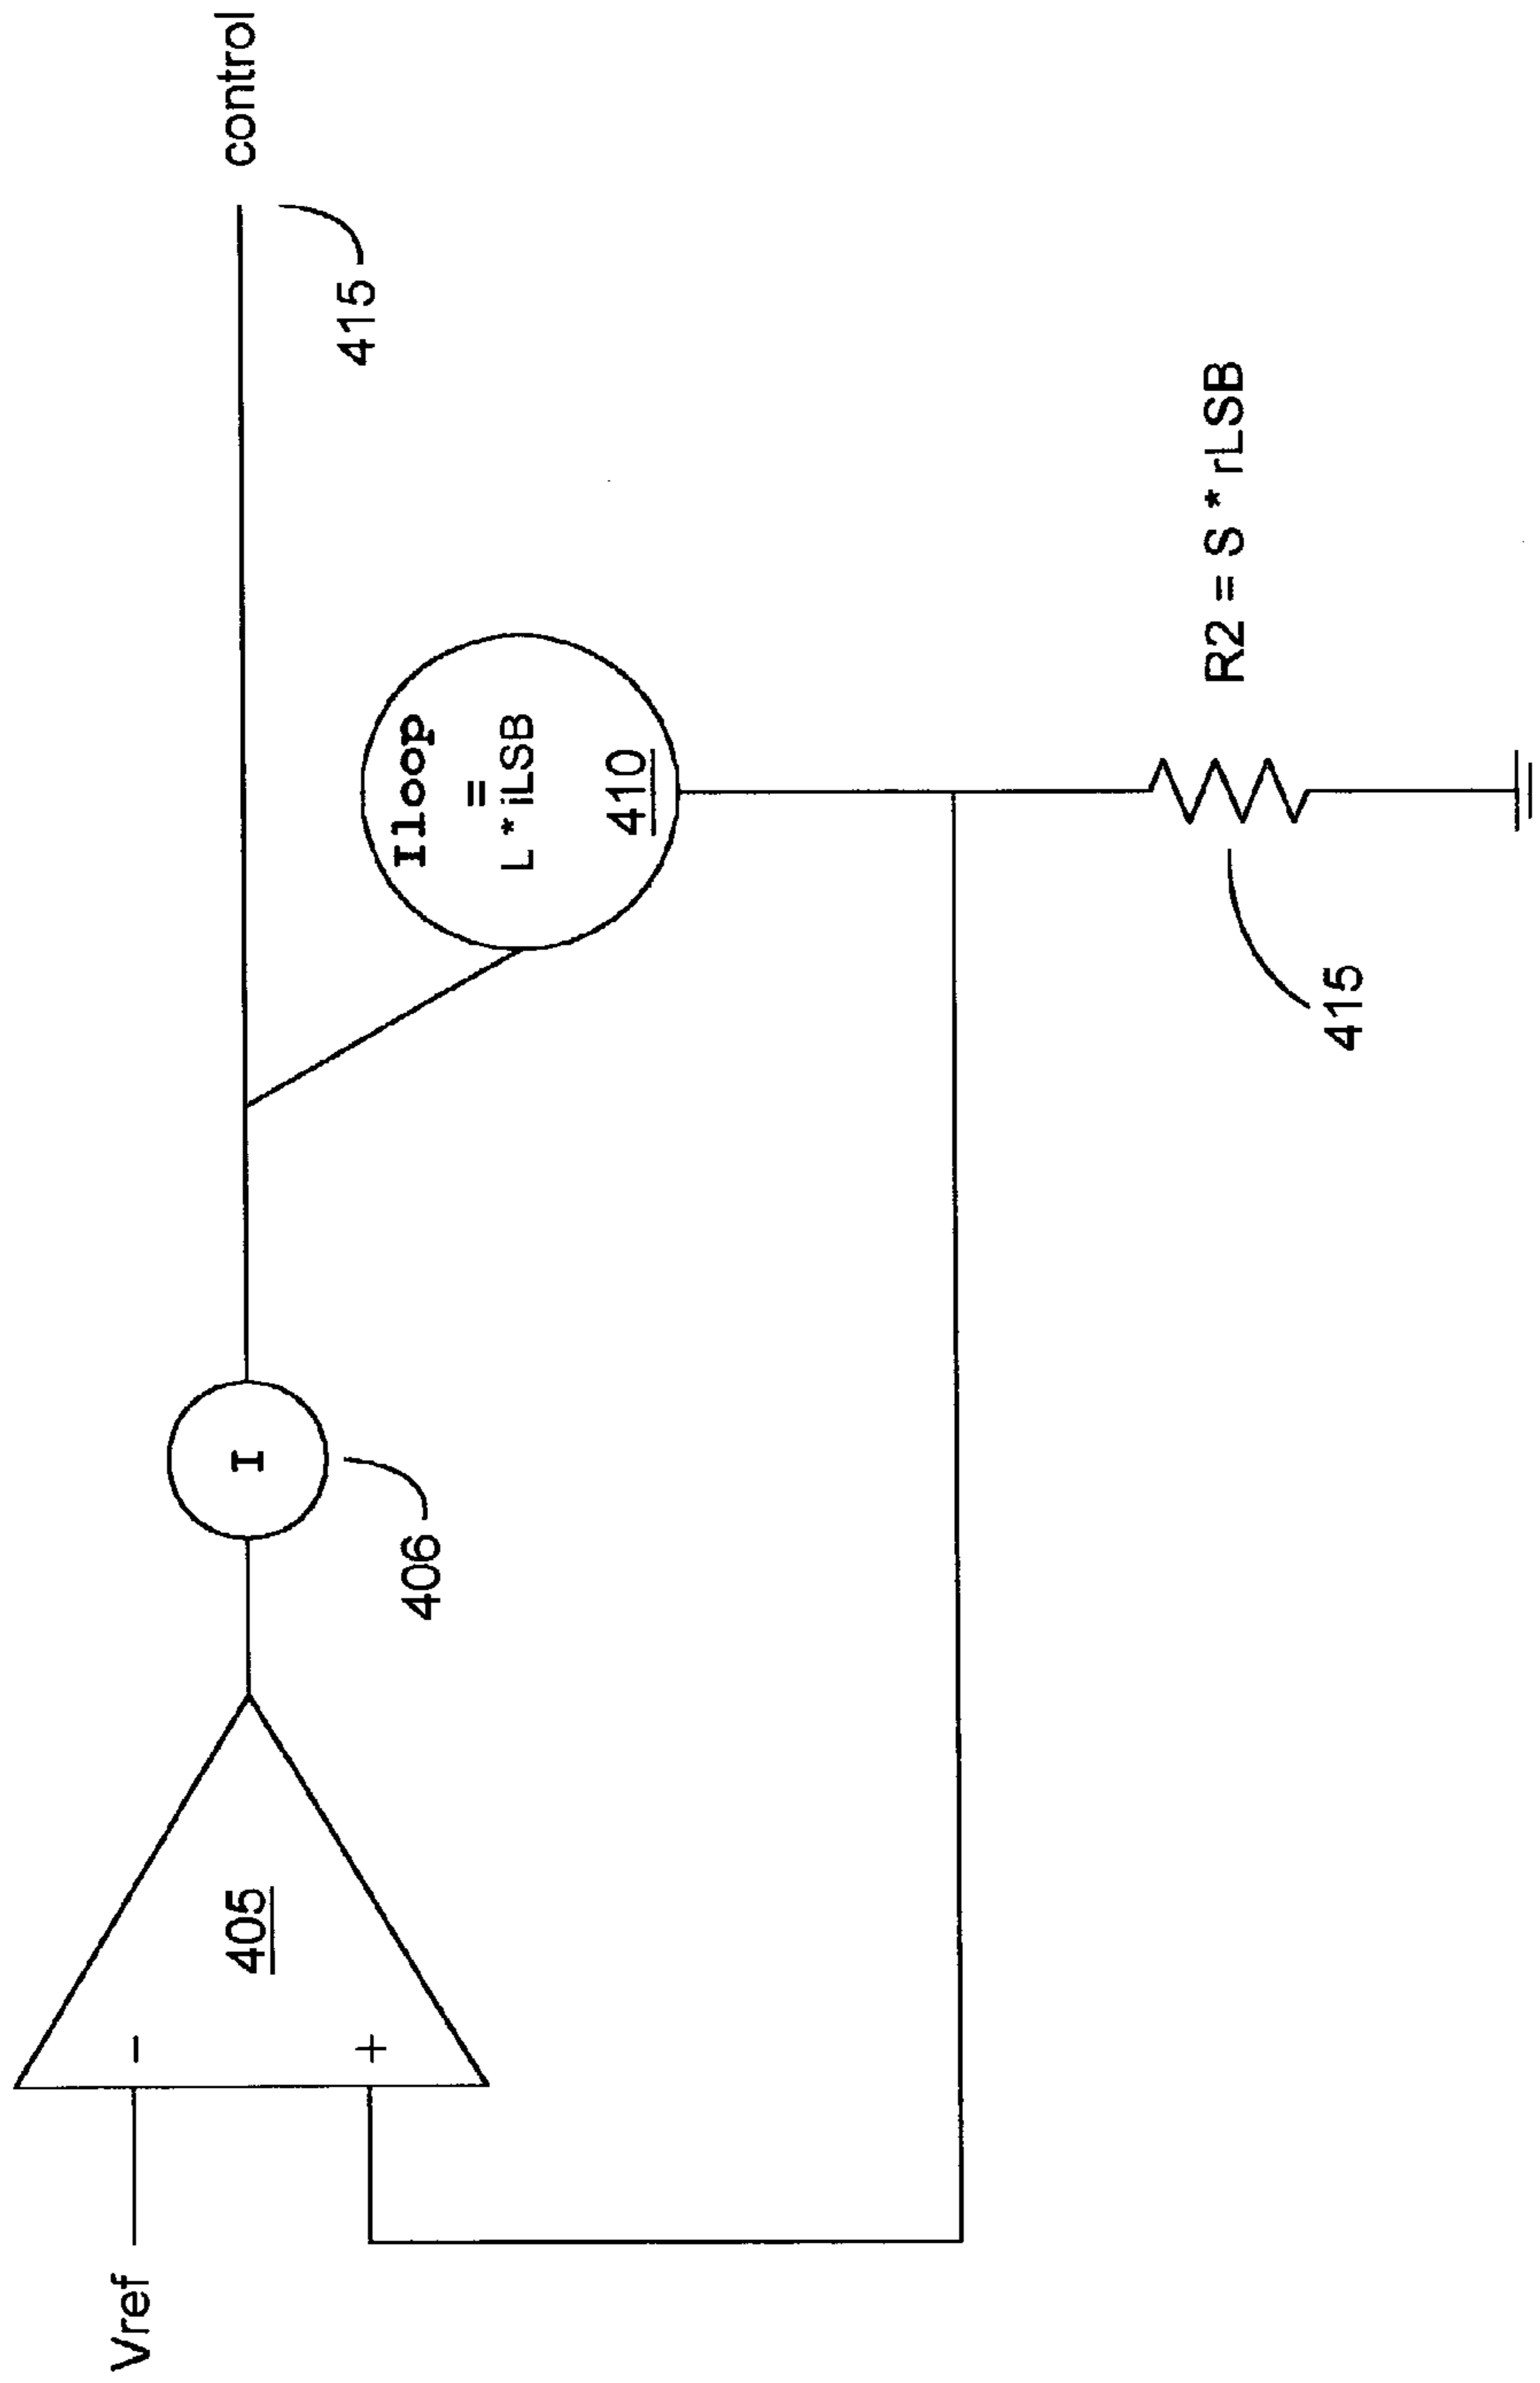 Vref
-
+
405
I
406
control
415
Iloop
=
L * iLSB
410
R2 = S * rLSB
415